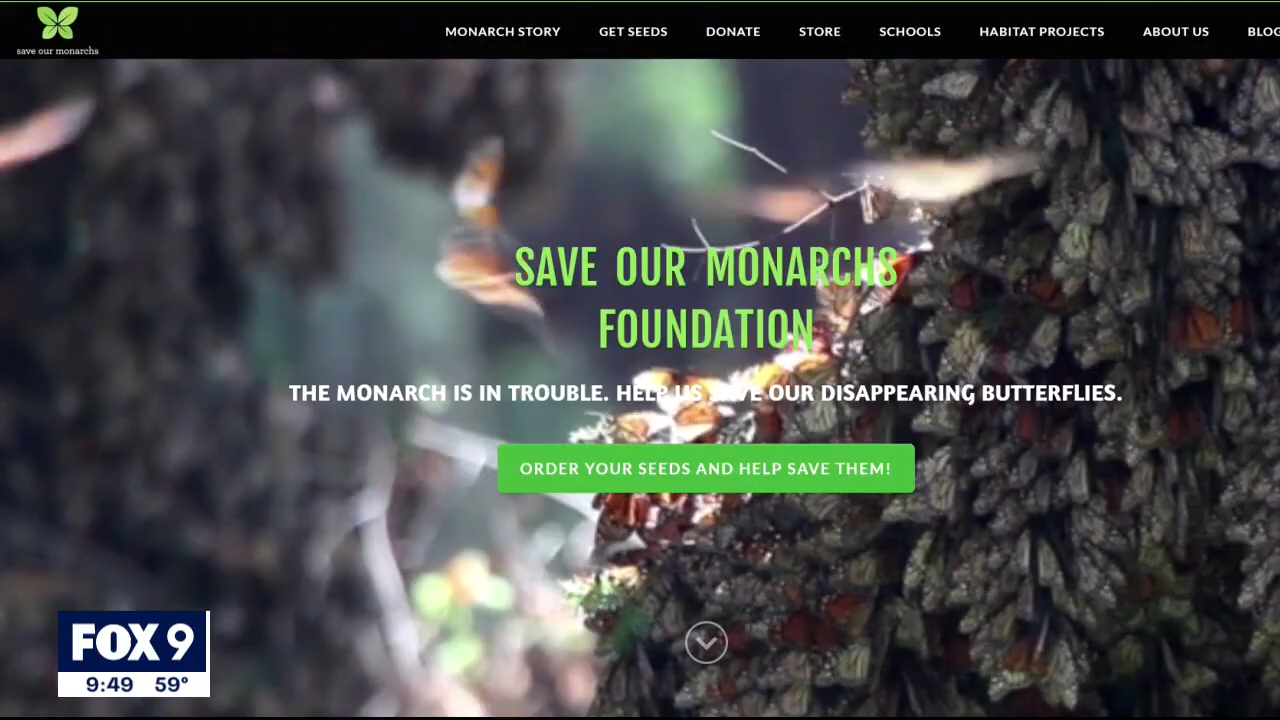 MONARCH STORY GET SEEDS DONATE STORE SCHOOLS HABITAT PROJECTS ABOUT US BLOG
save our monarchs
SAVE OUR MONARCHS
FOUNDATION
THE MONARCH IS IN TROUBLE. HELP US SAVE OUR DISAPPEARING BUTTERFLIES.
ORDER YOUR SEEDS AND HELP SAVE THEM!
FOX 9
9:49 59°